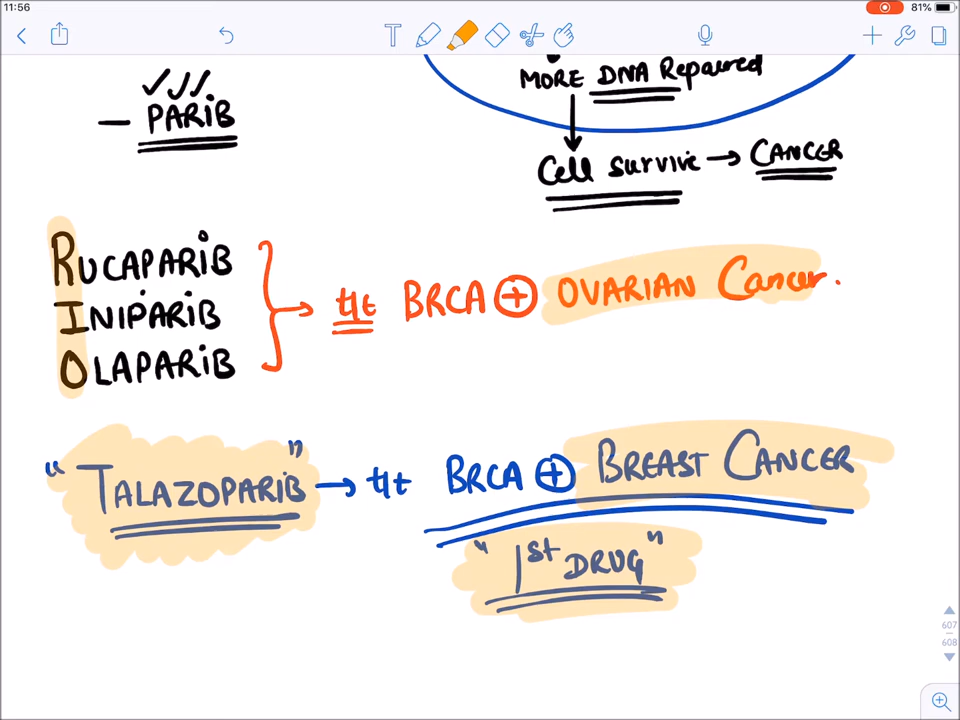 11:56
81%
T
MORE DNA Repaired
- PARIB
Cell survive → CANCER
RUCAPARIB
INIPARIB
OLAPARIB
→ t/t BRCA ⊕ OVARIAN Cancer.
"TALAZOPARIB" → t/t BRCA ⊕ BREAST CANCER
"1st DRUG"
607
608